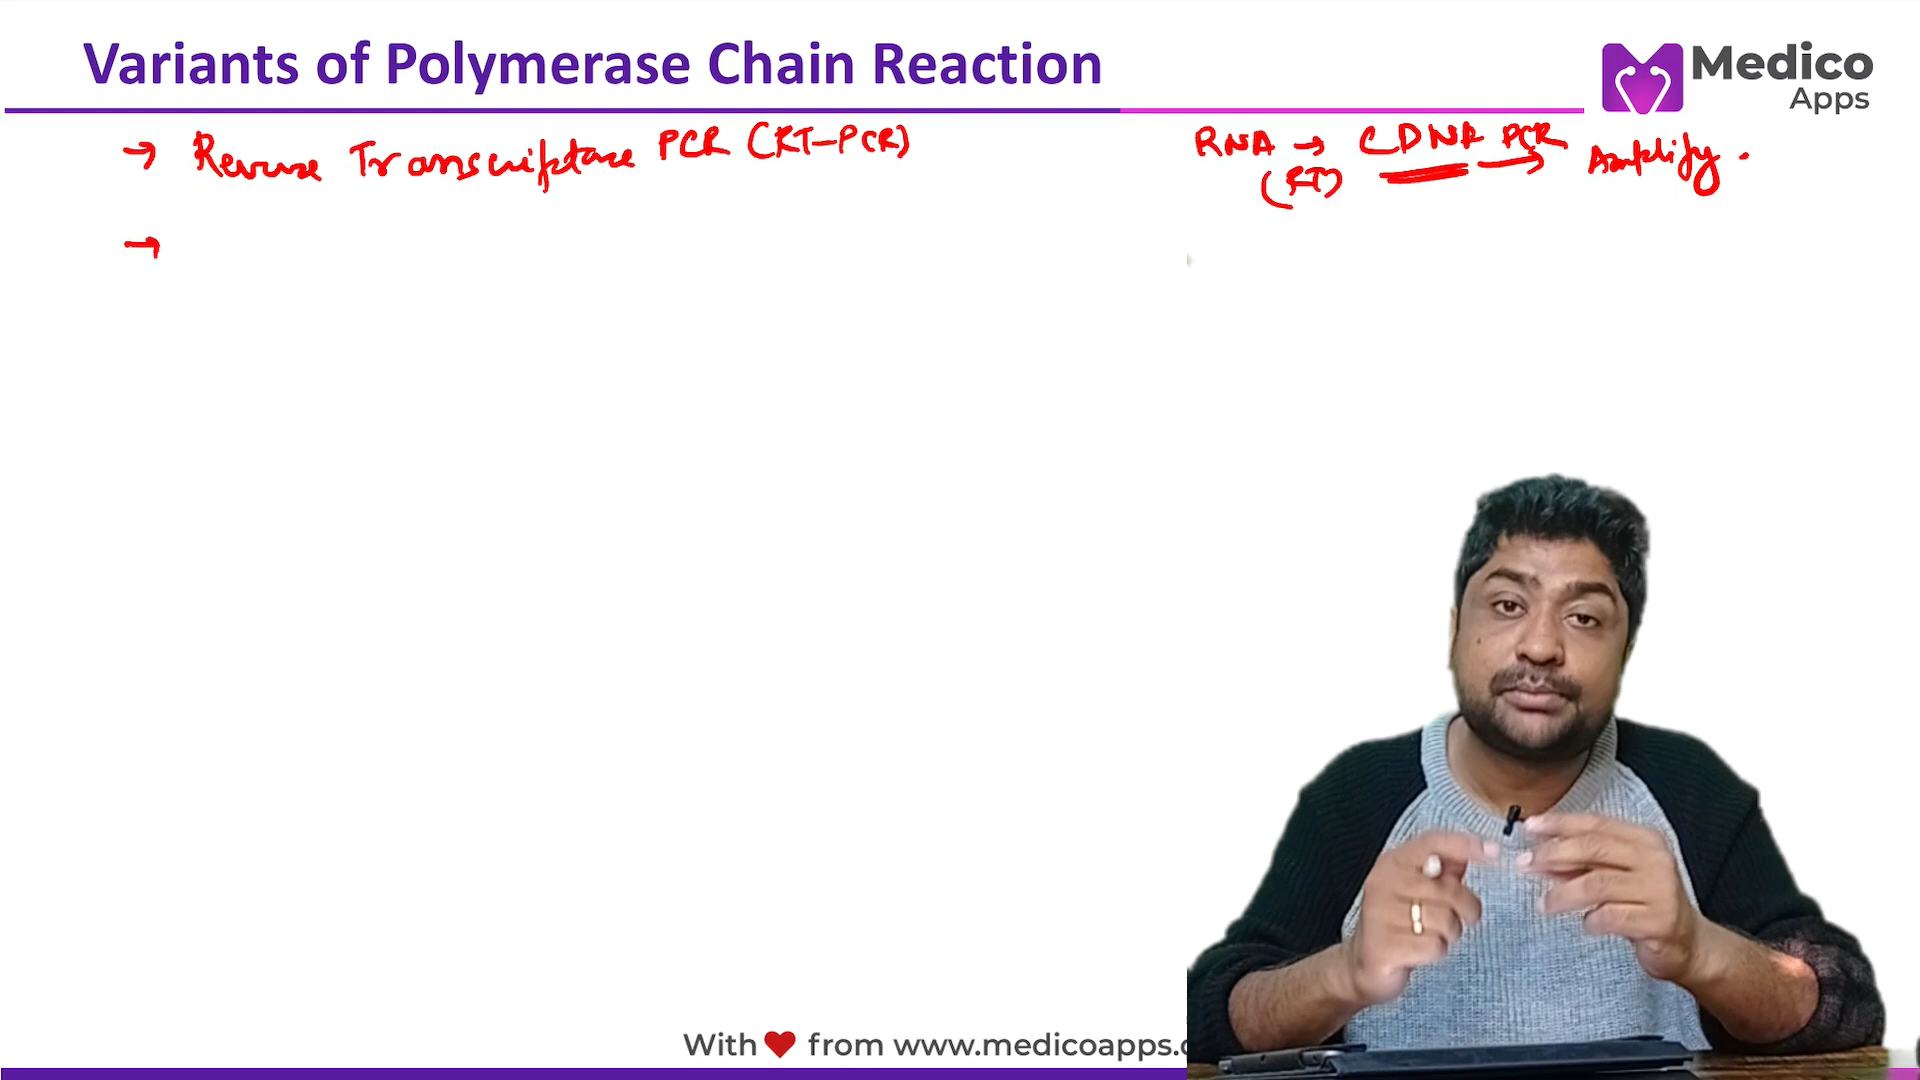 Variants of Polymerase Chain Reaction
Medico
Apps
→ Reverse Transcriptase PCR (RT-PCR)
RNA → CDNA PCR → Amplify.
(RT)
→
With ❤ from www.medicoapps.